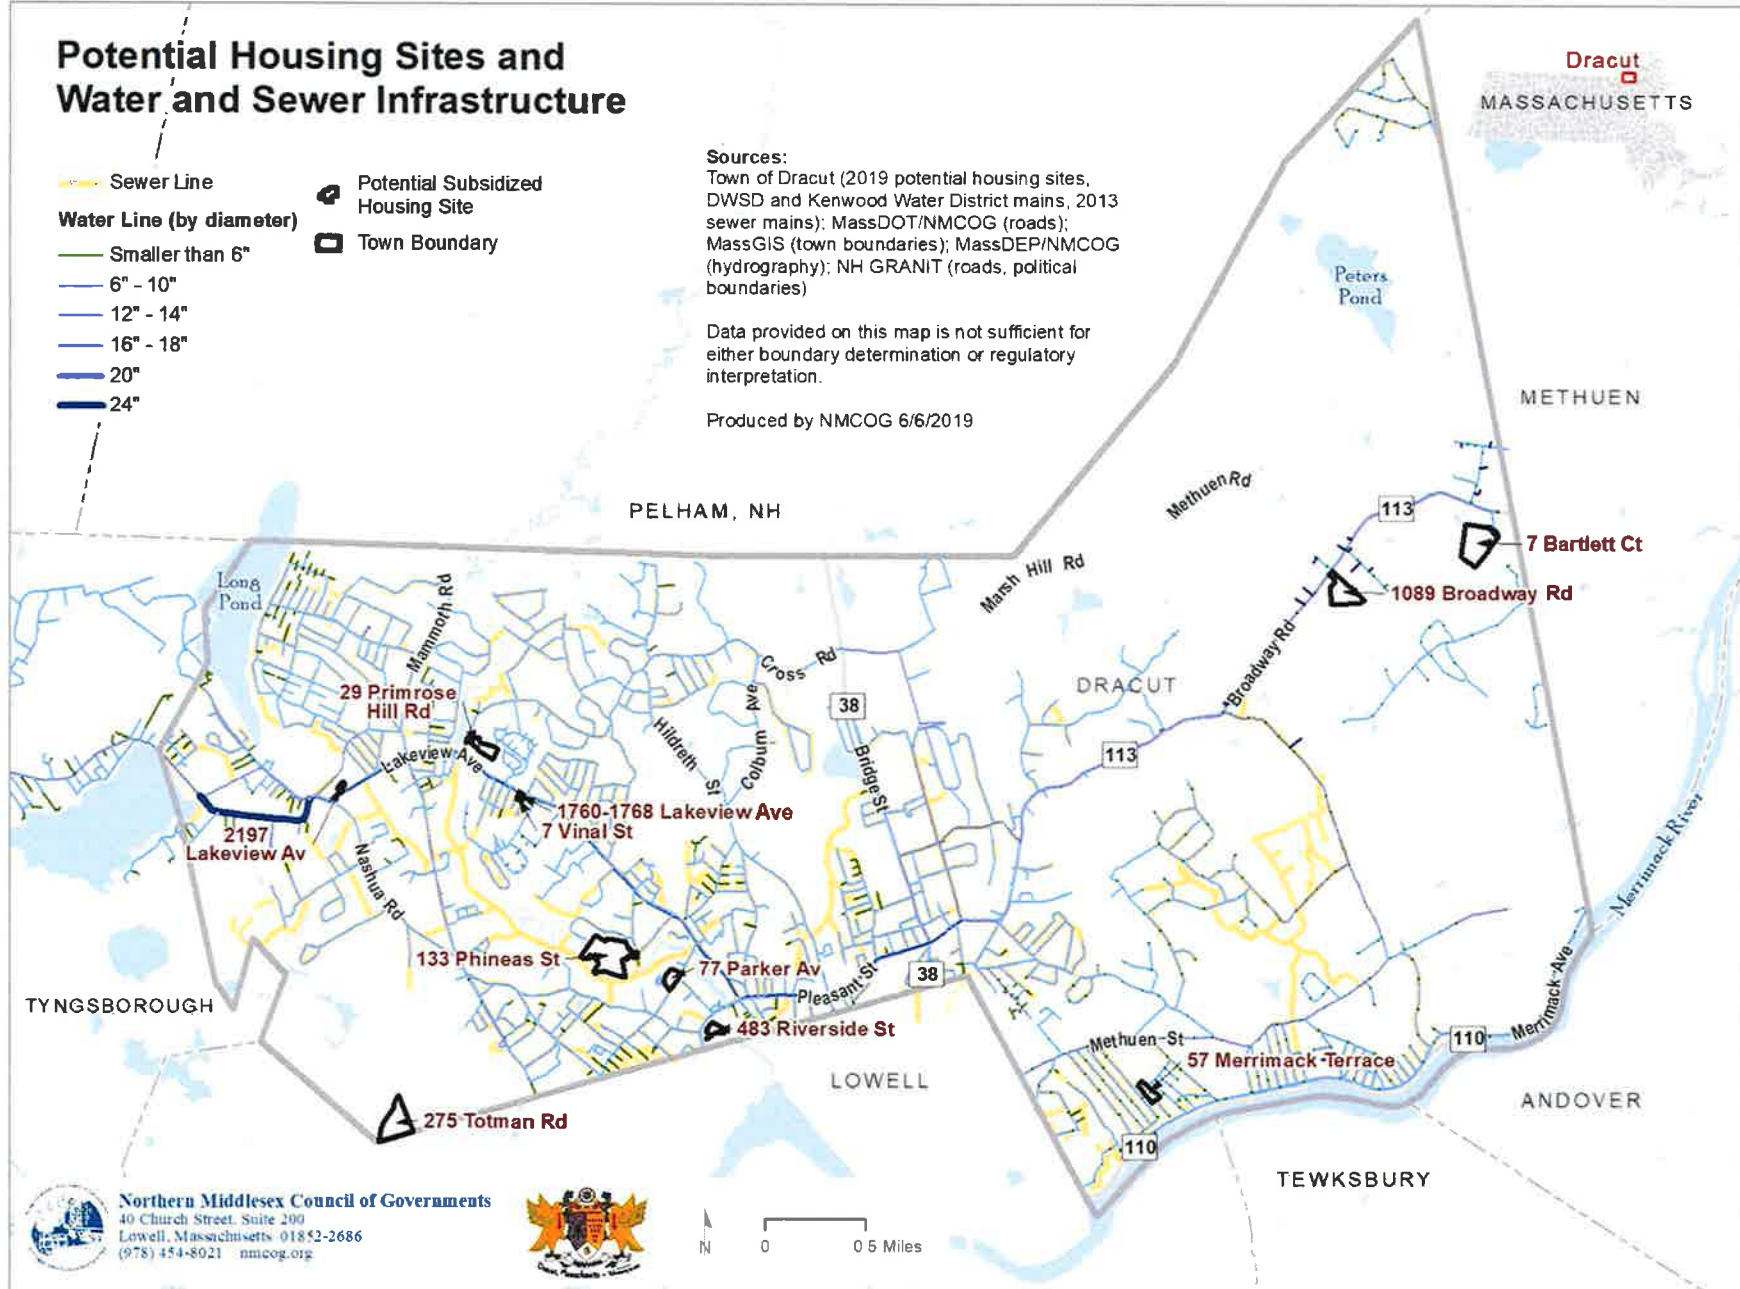 Potential Housing Sites and
Water and Sewer Infrastructure
Sewer Line
Water Line (by diameter)
Smaller than 6"
6" - 10"
12" - 14"
16" - 18"
20"
24"
Potential Subsidized
Housing Site
Town Boundary
Sources:
Town of Dracut (2019 potential housing sites,
DWSD and Kenwood Water District mains, 2013
sewer mains); MassDOT/NMCOG (roads);
MassGIS (town boundaries); MassDEP/NMCOG
(hydrography); NH GRANIT (roads, political
boundaries)
Data provided on this map is not sufficient for
either boundary determination or regulatory
interpretation.
Produced by NMCOG 6/6/2019
Dracut
MASSACHUSETTS
Peters
Pond
METHUEN
PELHAM, NH
Methuen Rd
113
7 Bartlett Ct
1089 Broadway Rd
Marsh Hill Rd
Long
Pond
Mammoth Rd
Broadway Rd
Cross Rd
DRACUT
29 Primrose
Hill Rd
38
Hildreth St
Colburn Ave
Bridge St
113
Lakeview Ave
1760-1768 Lakeview Ave
7 Vinal St
2197
Lakeview Av
Nashua Rd
Merrimack River
133 Phineas St
77 Parker Av
Pleasant St
38
TYNGSBOROUGH
483 Riverside St
Methuen St
57 Merrimack Terrace
110
Merrimack Ave
LOWELL
ANDOVER
275 Totman Rd
110
TEWKSBURY
Northern Middlesex Council of Governments
40 Church Street, Suite 200
Lowell, Massachusetts 01852-2686
(978) 454-8021 nmcog.org
N
0 0 5 Miles